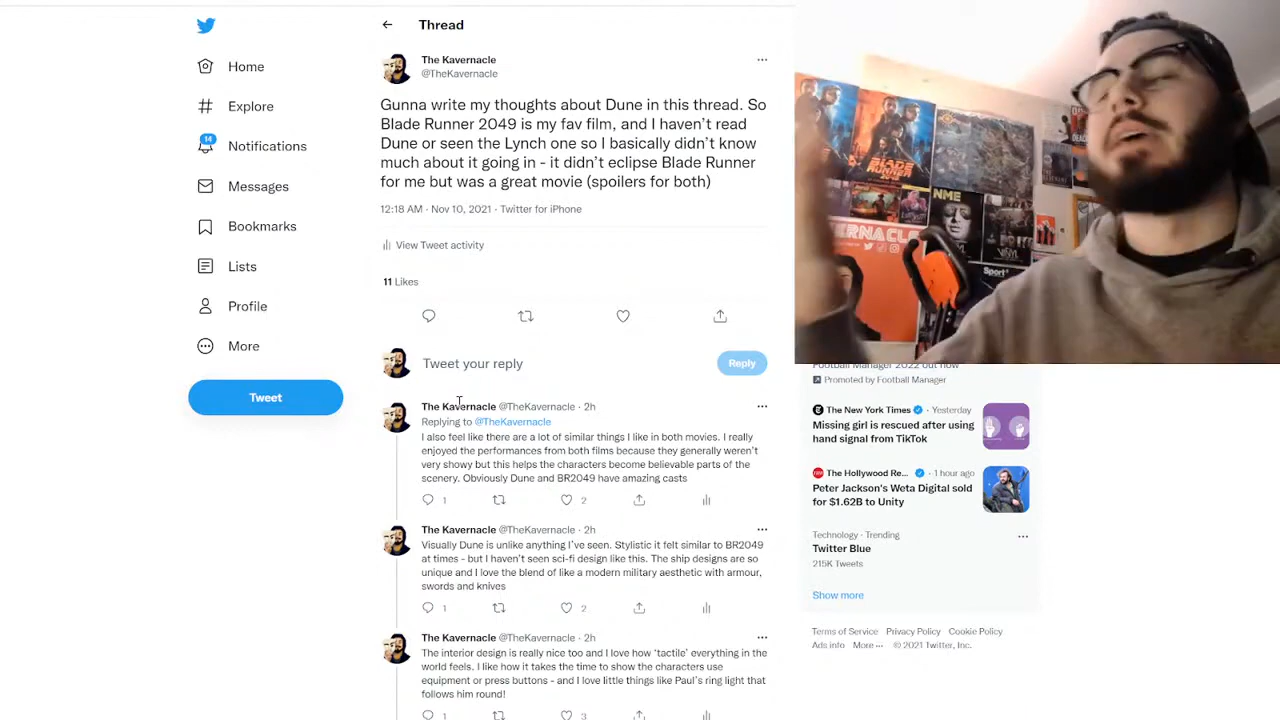 Thread
Home
Explore
14
Notifications
Messages
Bookmarks
Lists
Profile
More
Tweet
The Kavernacle
@TheKavernacle
Gunna write my thoughts about Dune in this thread. So
Blade Runner 2049 is my fav film, and I haven't read
Dune or seen the Lynch one so I basically didn't know
much about it going in - it didn't eclipse Blade Runner
for me but was a great movie (spoilers for both)
12:18 AM · Nov 10, 2021 · Twitter for iPhone
View Tweet activity
11 Likes
Tweet your reply
Reply
The Kavernacle @TheKavernacle · 2h
Replying to @TheKavernacle
I also feel like there are a lot of similar things I like in both movies. I really
enjoyed the performances from both films because they generally weren't
very showy but this helps the characters become believable parts of the
scenery. Obviously Dune and BR2049 have amazing casts
1 2
The Kavernacle @TheKavernacle · 2h
Visually Dune is unlike anything I've seen. Stylistic it felt similar to BR2049
at times - but I haven't seen sci-fi design like this. The ship designs are so
unique and I love the blend of like a modern military aesthetic with armour,
swords and knives
1 2
The Kavernacle @TheKavernacle · 2h
The interior design is really nice too and I love how 'tactile' everything in the
world feels. I like how it takes the time to show the characters use
equipment or press buttons - and I love little things like Paul's ring light that
follows him round!
1 3
BLADE
RUNNER
NME
VINYL
Sport
Football Manager 2022 out now
Promoted by Football Manager
The New York Times · Yesterday
Missing girl is rescued after using
hand signal from TikTok
The Hollywood Re... · 1 hour ago
Peter Jackson's Weta Digital sold
for $1.62B to Unity
Technology · Trending
Twitter Blue
215K Tweets
Show more
Terms of Service Privacy Policy Cookie Policy
Ads info More ··· © 2021 Twitter, Inc.